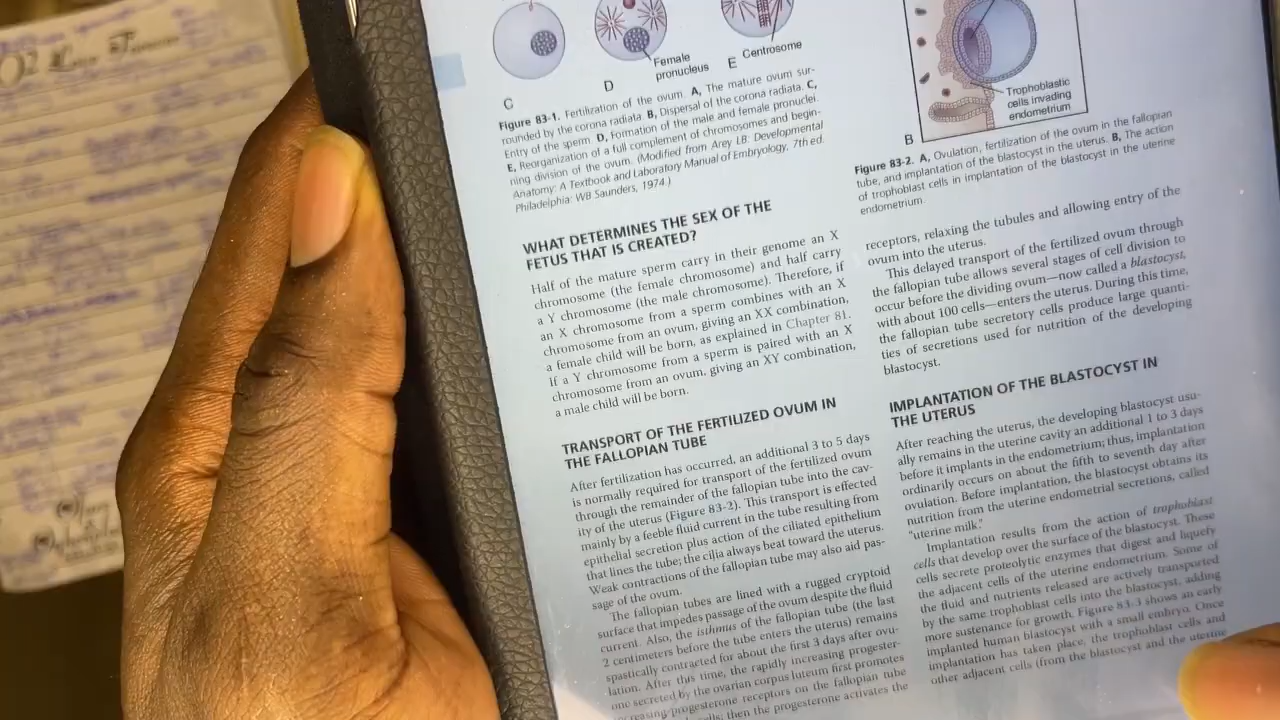 C
D
Female
pronucleus
E
Centrosome
Figure 83-1. Fertilization of the ovum. A, The mature ovum sur-
rounded by the corona radiata. B, Dispersal of the corona radiata. C,
Entry of the sperm. D, Formation of the male and female pronuclei.
E, Reorganization of a full complement of chromosomes and begin-
ning division of the ovum. (Modified from Arey LB: Developmental
Anatomy: A Textbook and Laboratory Manual of Embryology, 7th ed.
Philadelphia: WB Saunders, 1974.)
WHAT DETERMINES THE SEX OF THE
FETUS THAT IS CREATED?
Half of the mature sperm carry in their genome an X
chromosome (the female chromosome) and half carry
a Y chromosome (the male chromosome). Therefore, if
an X chromosome from a sperm combines with an X
chromosome from an ovum, giving an XX combination,
a female child will be born, as explained in Chapter 81.
If a Y chromosome from a sperm is paired with an X
chromosome from an ovum, giving an XY combination,
a male child will be born.
TRANSPORT OF THE FERTILIZED OVUM IN
THE FALLOPIAN TUBE
After fertilization has occurred, an additional 3 to 5 days
is normally required for transport of the fertilized ovum
through the remainder of the fallopian tube into the cav-
ity of the uterus (Figure 83-2). This transport is effected
mainly by a feeble fluid current in the tube resulting from
epithelial secretion plus action of the ciliated epithelium
that lines the tube; the cilia always beat toward the uterus.
Weak contractions of the fallopian tube may also aid pas-
sage of the ovum.
The fallopian tubes are lined with a rugged cryptoid
surface that impedes passage of the ovum despite the fluid
current. Also, the isthmus of the fallopian tube (the last
2 centimeters before the tube enters the uterus) remains
spastically contracted for about the first 3 days after ovu-
lation. After this time, the rapidly increasing progester-
one secreted by the ovarian corpus luteum first promotes
increasing progesterone receptors on the fallopian tube
cells; then the progesterone activates the
Trophoblastic
cells invading
endometrium
B
Figure 83-2. A, Ovulation, fertilization of the ovum in the fallopian
tube, and implantation of the blastocyst in the uterus. B, The action
of trophoblast cells in implantation of the blastocyst in the uterine
endometrium.
receptors, relaxing the tubules and allowing entry of the
ovum into the uterus.
This delayed transport of the fertilized ovum through
the fallopian tube allows several stages of cell division to
occur before the dividing ovum—now called a blastocyst,
with about 100 cells—enters the uterus. During this time,
the fallopian tube secretory cells produce large quanti-
ties of secretions used for nutrition of the developing
blastocyst.
IMPLANTATION OF THE BLASTOCYST IN
THE UTERUS
After reaching the uterus, the developing blastocyst usu-
ally remains in the uterine cavity an additional 1 to 3 days
before it implants in the endometrium; thus, implantation
ordinarily occurs on about the fifth to seventh day after
ovulation. Before implantation, the blastocyst obtains its
nutrition from the uterine endometrial secretions, called
"uterine milk."
Implantation results from the action of trophoblast
cells that develop over the surface of the blastocyst. These
cells secrete proteolytic enzymes that digest and liquefy
the adjacent cells of the uterine endometrium. Some of
the fluid and nutrients released are actively transported
by the same trophoblast cells into the blastocyst, adding
more sustenance for growth. Figure 83-3 shows an early
implanted human blastocyst with a small embryo. Once
implantation has taken place, the trophoblast cells and
other adjacent cells (from the blastocyst and the uterine